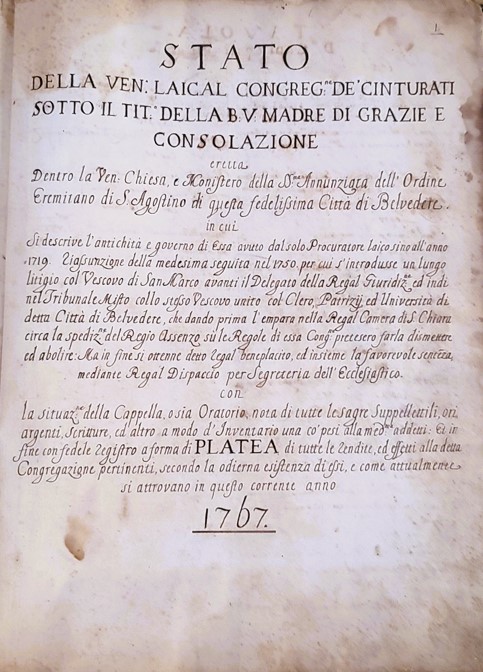 1.
STATO
DELLA VEN: LAICAL CONGREG.ne DE' CINTURATI
SOTTO IL TIT.o DELLA B.V. MADRE DI GRAZIE E
CONSOLAZIONE
eretta
Dentro la Ven: Chiesa, e Monistero della SS.ma Annunziata dell' Ordine
Eremitano di S. Agostino di questa fedelissima Città di Belvedere.
in cui
Si descrive l'antichità e governo di Essa avuto dal solo Procuratore laico sino all'anno
1719. Riassunzione della medesima seguita nel 1750. per cui s'introdusse un lungo
litigio col Vescovo di San Marco avanti il Delegato della Regal Giuridiz.ne ed indi
nel Tribunale Misto collo stesso Vescovo unito col Clero, Patrizij, ed Università di
detta Città di Belvedere, che dando prima l'empara nella Regal Camera di S. Chiara
circa la spediz.ne del Regio Assenzo sù le Regole di essa Cong.ne pretesero farla dismettere
ed abolire. Ma in fine si ottenne detto Regal beneplacito, ed insieme la favorevole sentenza,
mediante Regal Dispaccio per Segreteria dell' Ecclesiastico.
con
La situaz.ne della Cappella, o sia Oratorio, nota di tutte le sagre Suppellettili, ori
argenti, Scritture, ed altro a modo d'Inventario una co' pesi alla med.ma addetti: Et in
fine con fedele Registro a forma di PLATEA di tutte le Rendite, ed effetti alla detta
Congregazione pertinenti, secondo la odierna esistenza di essi, e come attualmente
si attrovano in questo corrente anno
1767.